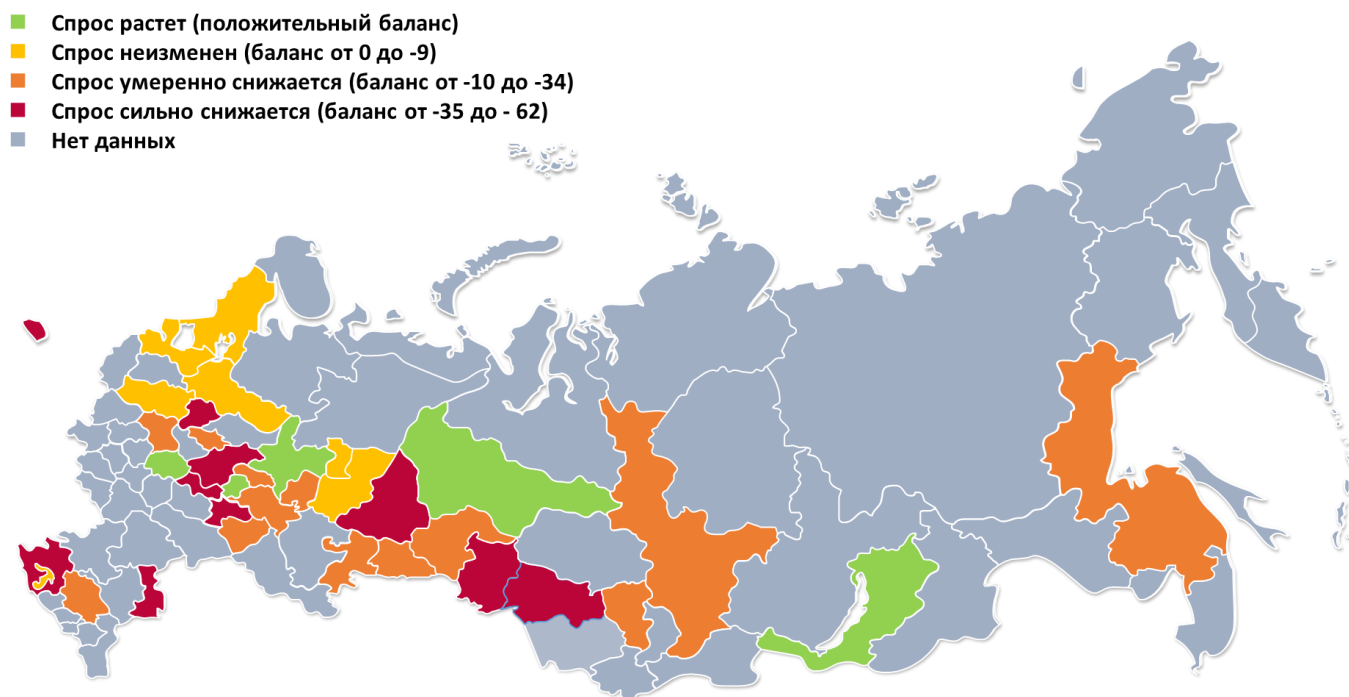 Спрос растет (положительный баланс)
Спрос неизменен (баланс от 0 до -9)
Спрос умеренно снижается (баланс от -10 до -34)
Спрос сильно снижается (баланс от -35 до - 62)
Нет данных